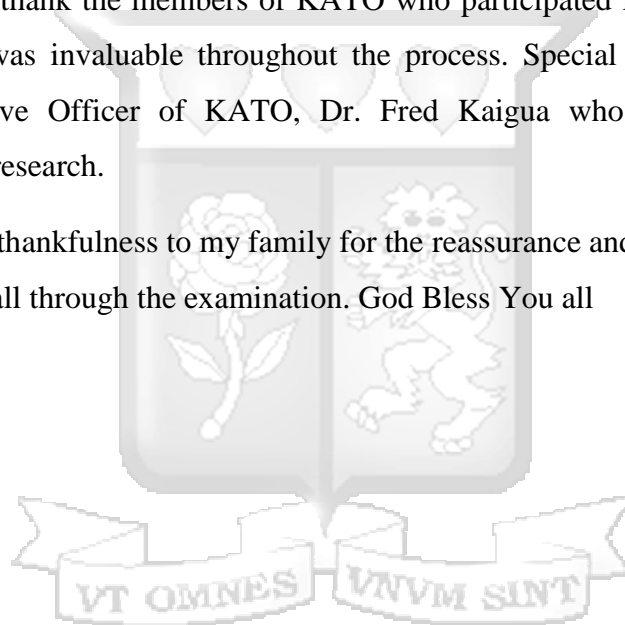 thank the members of KATO who participated
was invaluable throughout the process. Special
ve Officer of KATO, Dr. Fred Kaigua who
research.
thankfulness to my family for the reassurance and
all through the examination. God Bless You all
VT OMNES VNVM SINT